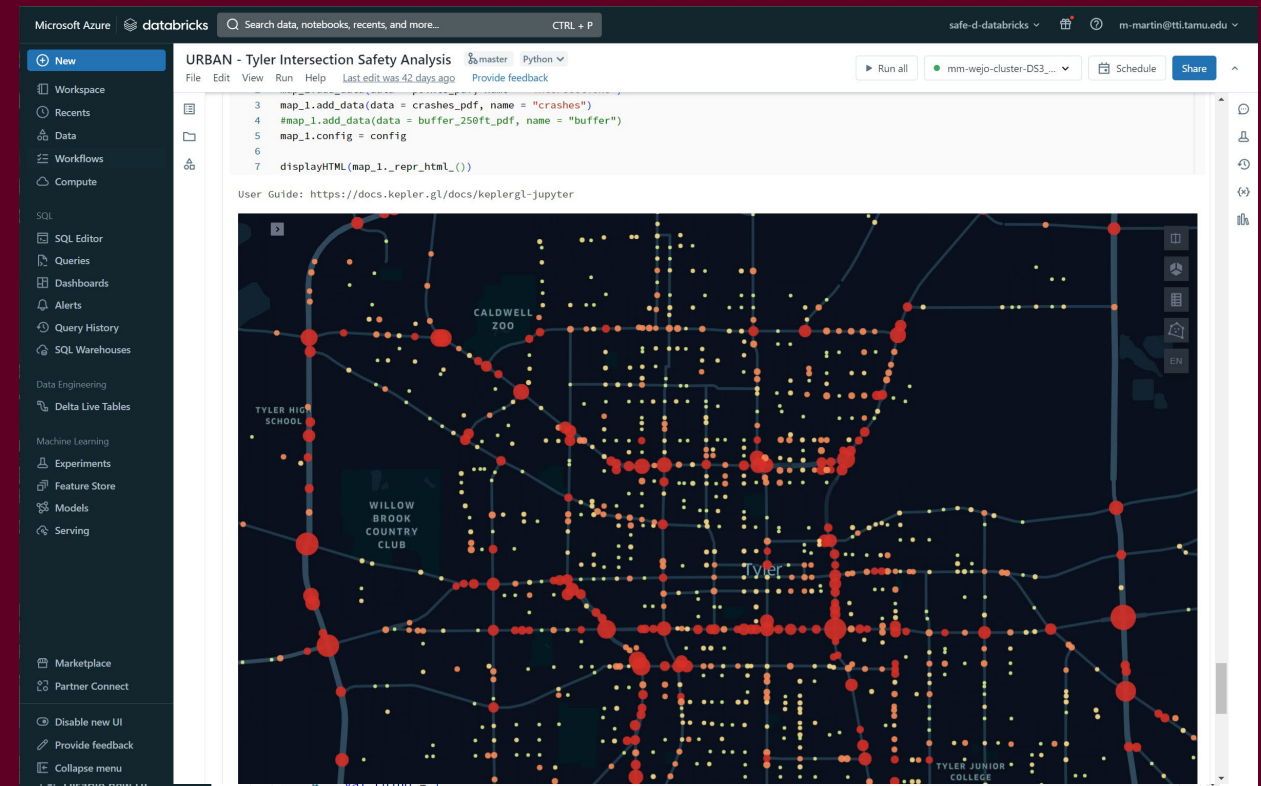 Microsoft Azure databricks Search data, notebooks, recents, and more... CTRL + P safe-d-databricks m-martin@tti.tamu.edu
New
Workspace
Recents
Data
Workflows
Compute
SQL
SQL Editor
Queries
Dashboards
Alerts
Query History
SQL Warehouses
Data Engineering
Delta Live Tables
Machine Learning
Experiments
Feature Store
Models
Serving
Marketplace
Partner Connect
Disable new UI
Provide feedback
Collapse menu
URBAN - Tyler Intersection Safety Analysis master Python
File Edit View Run Help Last edit was 42 days ago Provide feedback
Run all mm-wejo-cluster-DS3_... Schedule Share
3 map_1.add_data(data = crashes_pdf, name = "crashes")
4 #map_1.add_data(data = buffer_250ft_pdf, name = "buffer")
5 map_1.config = config
6
7 displayHTML(map_1._repr_html_())
User Guide: https://docs.kepler.gl/docs/keplergl-jupyter
CALDWELL
ZOO
EN
TYLER HIGH
SCHOOL
WILLOW
BROOK
COUNTRY
CLUB
Tyler
TYLER JUNIOR
COLLEGE